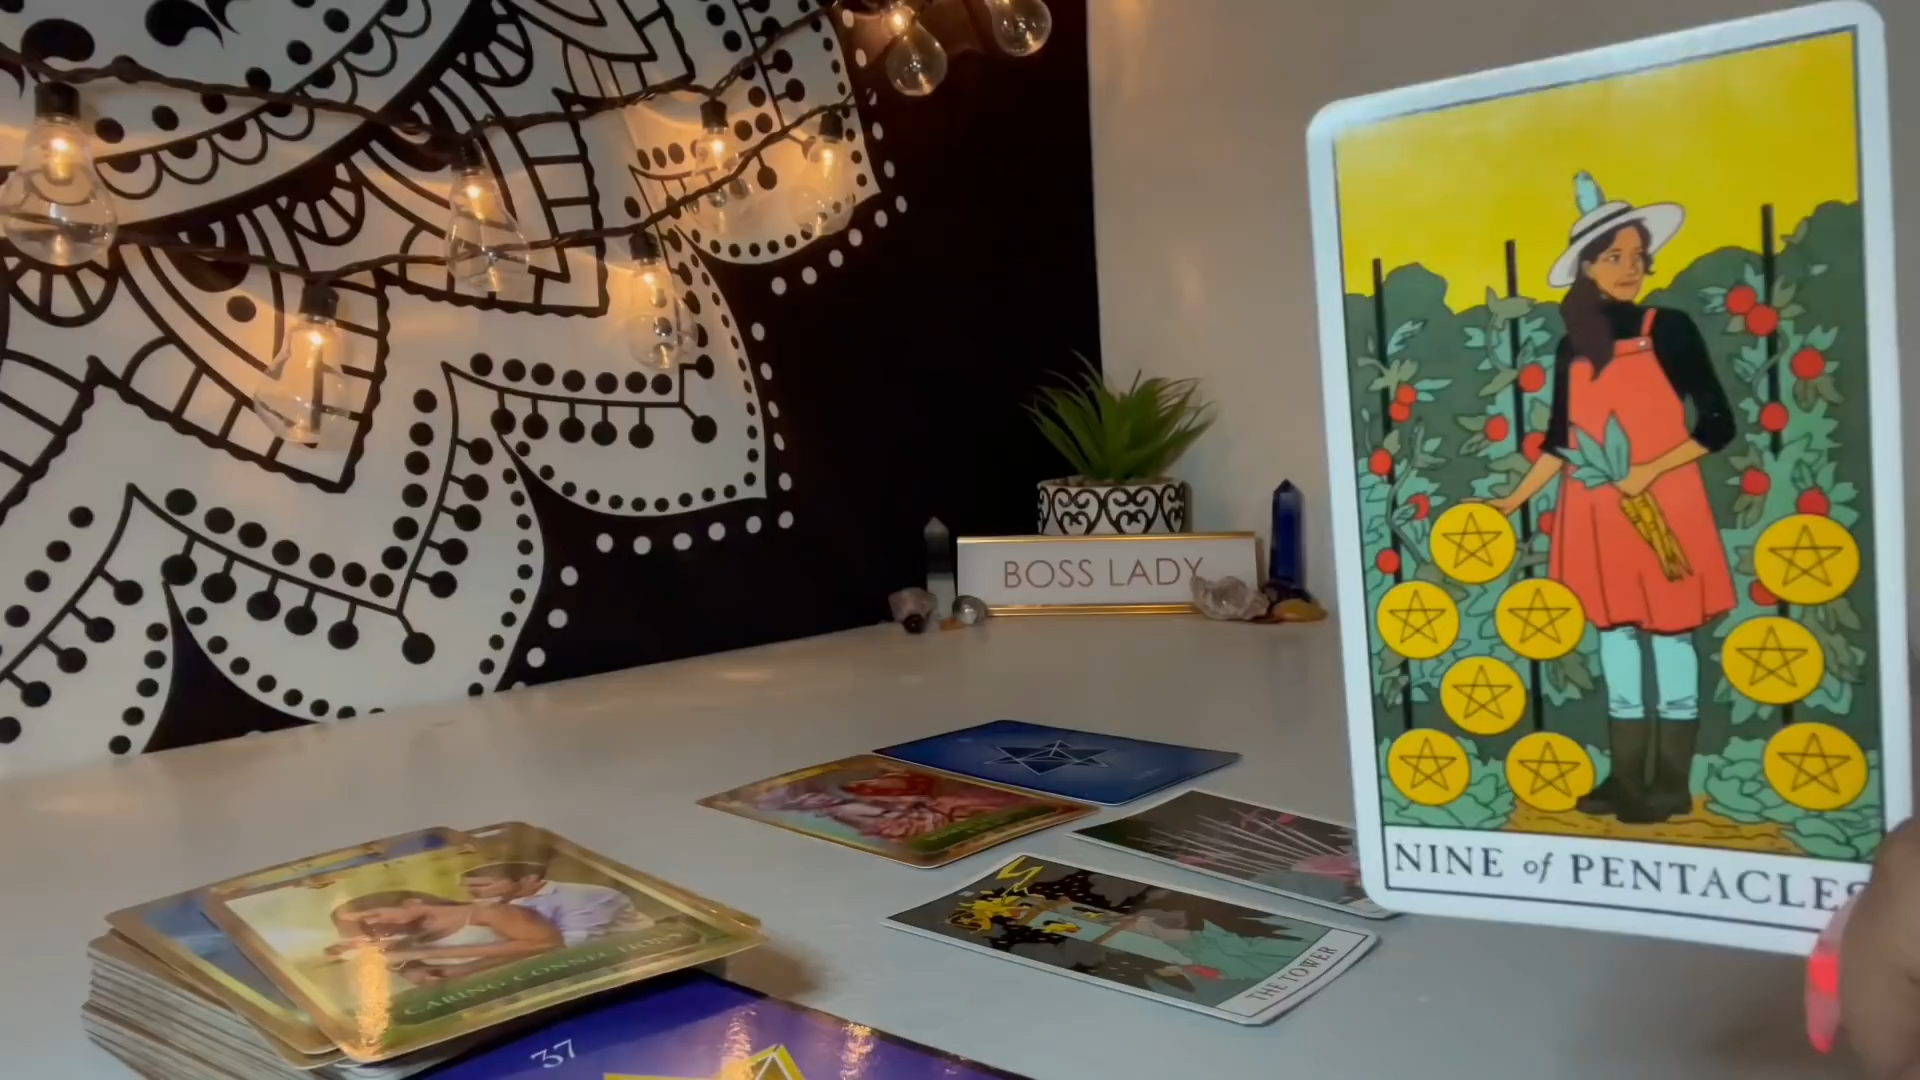 BOSS LADY
NINE of PENTACLES
CARING CONNECTIONS
THE TOWER
37